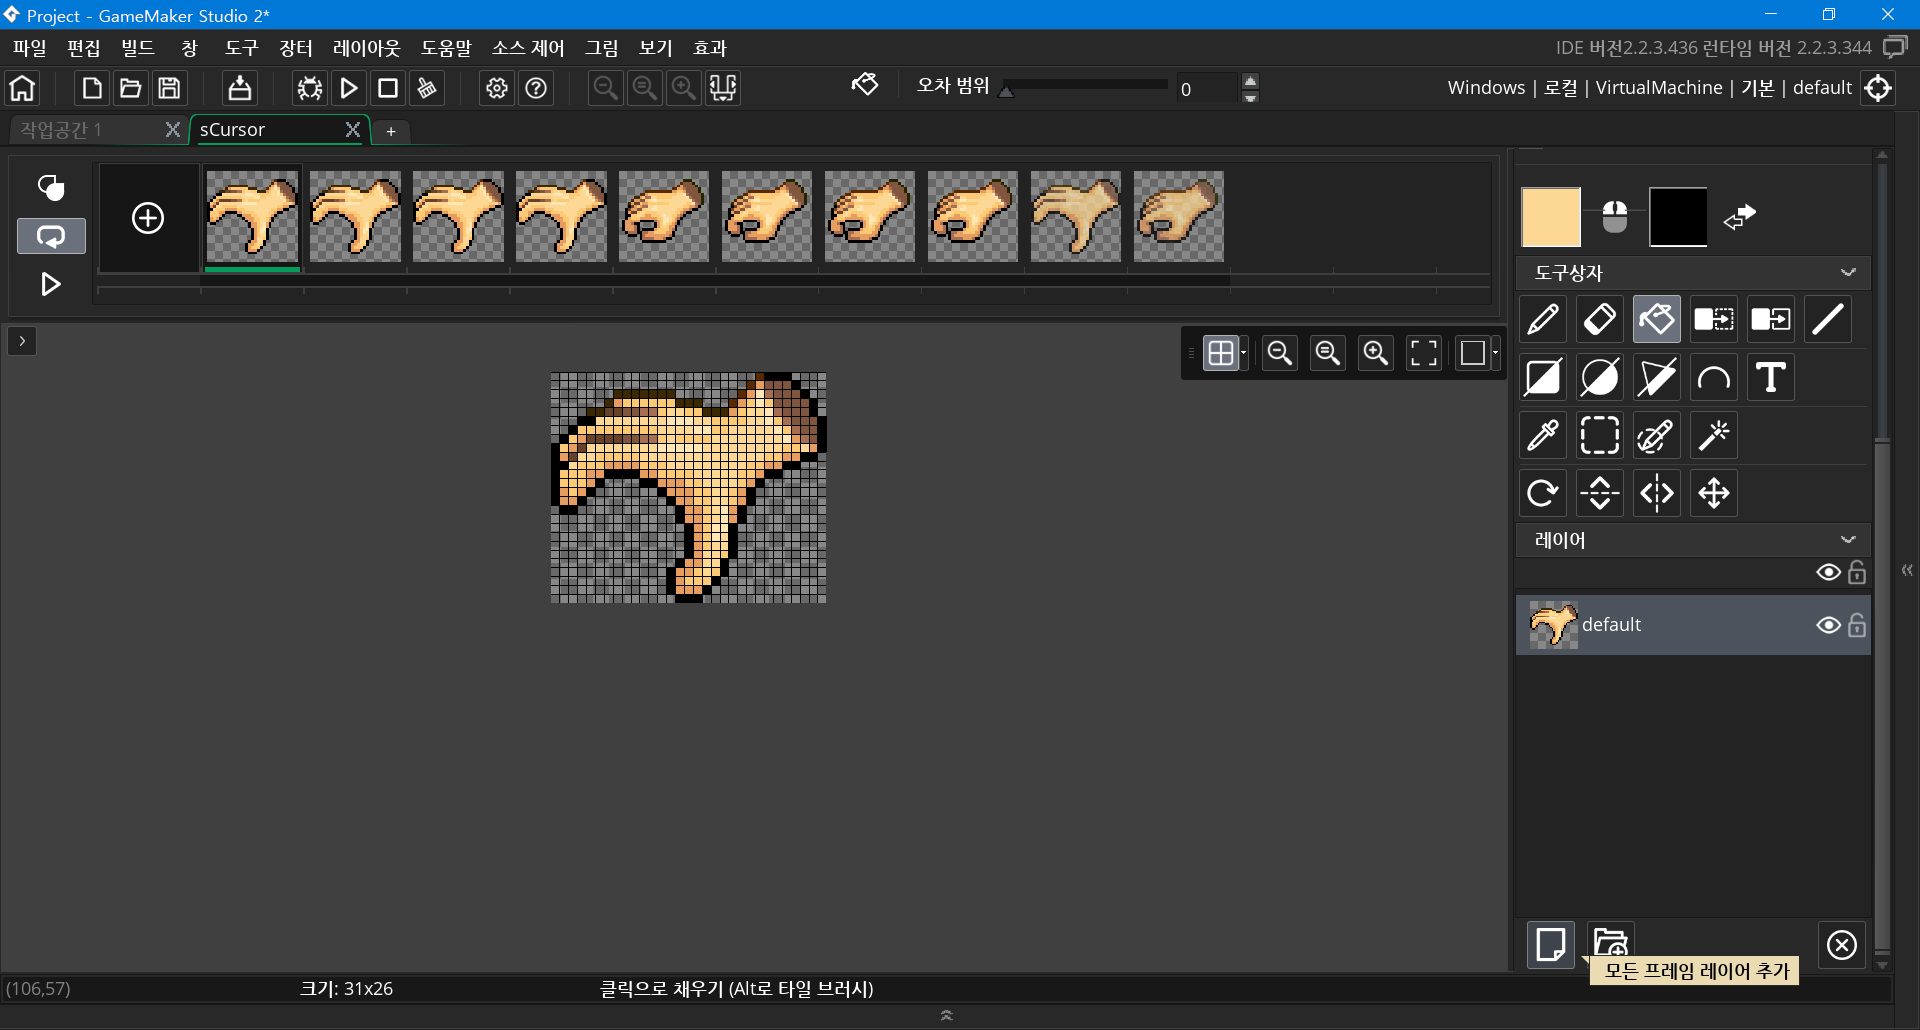 Project - GameMaker Studio 2*
파일 편집 빌드 창 도구 장터 레이아웃 도움말 소스 제어 그림 보기 효과
IDE 버전2.2.3.436 런타임 버전 2.2.3.344
오차 범위 0
Windows | 로컬 | VirtualMachine | 기본 | default
작업공간 1
sCursor
도구상자
레이어
default
모든 프레임 레이어 추가
(106,57)
크기: 31x26
클릭으로 채우기 (Alt로 타일 브러시)